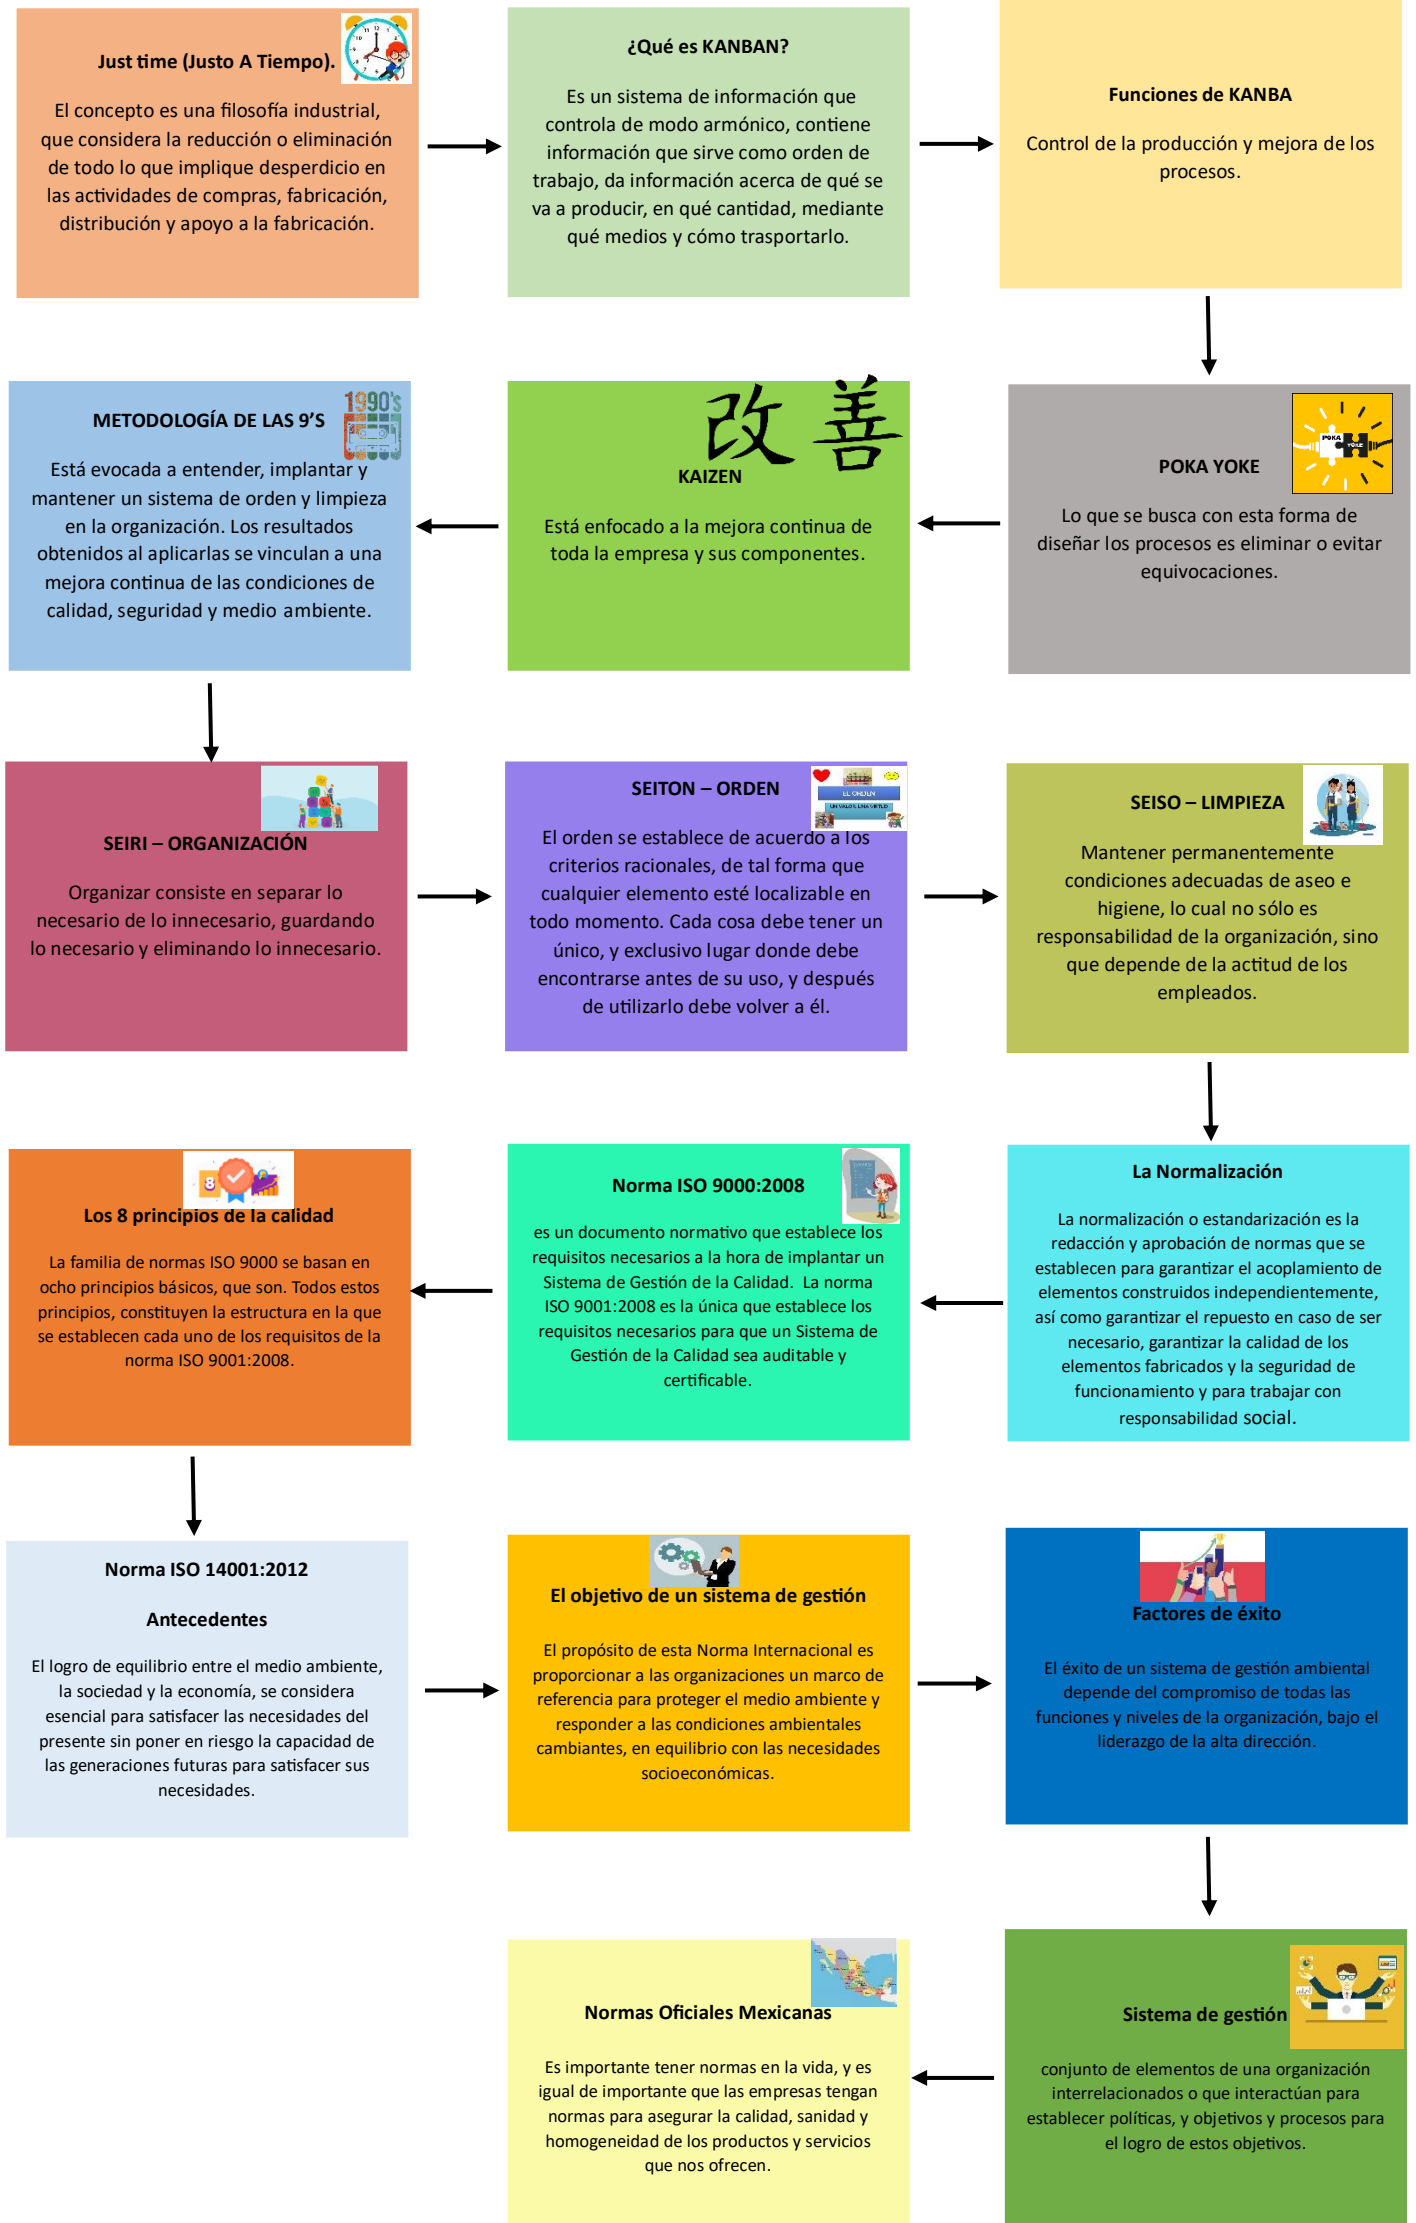 Just time (Justo A Tiempo).
El concepto es una filosofía industrial,
que considera la reducción o eliminación
de todo lo que implique desperdicio en
las actividades de compras, fabricación,
distribución y apoyo a la fabricación.
¿Qué es KANBAN?
Es un sistema de información que
controla de modo armónico, contiene
información que sirve como orden de
trabajo, da información acerca de qué se
va a producir, en qué cantidad, mediante
qué medios y cómo trasportarlo.
Funciones de KANBA
Control de la producción y mejora de los
procesos.
POKA YOKE
POKA
YOKE
Lo que se busca con esta forma de
diseñar los procesos es eliminar o evitar
equivocaciones.
改善
KAIZEN
Está enfocado a la mejora continua de
toda la empresa y sus componentes.
1990's
METODOLOGÍA DE LAS 9’S
Está evocada a entender, implantar y
mantener un sistema de orden y limpieza
en la organización. Los resultados
obtenidos al aplicarlas se vinculan a una
mejora continua de las condiciones de
calidad, seguridad y medio ambiente.
SEIRI – ORGANIZACIÓN
Organizar consiste en separar lo
necesario de lo innecesario, guardando
lo necesario y eliminando lo innecesario.
SEITON – ORDEN
EL ORDEN
UN VALOR UNA VIRTUD
El orden se establece de acuerdo a los
criterios racionales, de tal forma que
cualquier elemento esté localizable en
todo momento. Cada cosa debe tener un
único, y exclusivo lugar donde debe
encontrarse antes de su uso, y después
de utilizarlo debe volver a él.
SEISO – LIMPIEZA
Mantener permanentemente
condiciones adecuadas de aseo e
higiene, lo cual no sólo es
responsabilidad de la organización, sino
que depende de la actitud de los
empleados.
La Normalización
La normalización o estandarización es la
redacción y aprobación de normas que se
establecen para garantizar el acoplamiento de
elementos construidos independientemente,
así como garantizar el repuesto en caso de ser
necesario, garantizar la calidad de los
elementos fabricados y la seguridad de
funcionamiento y para trabajar con
responsabilidad social.
Norma ISO 9000:2008
es un documento normativo que establece los
requisitos necesarios a la hora de implantar un
Sistema de Gestión de la Calidad. La norma
ISO 9001:2008 es la única que establece los
requisitos necesarios para que un Sistema de
Gestión de la Calidad sea auditable y
certificable.
8
Los 8 principios de la calidad
La familia de normas ISO 9000 se basan en
ocho principios básicos, que son. Todos estos
principios, constituyen la estructura en la que
se establecen cada uno de los requisitos de la
norma ISO 9001:2008.
Norma ISO 14001:2012
Antecedentes
El logro de equilibrio entre el medio ambiente,
la sociedad y la economía, se considera
esencial para satisfacer las necesidades del
presente sin poner en riesgo la capacidad de
las generaciones futuras para satisfacer sus
necesidades.
El objetivo de un sistema de gestión
El propósito de esta Norma Internacional es
proporcionar a las organizaciones un marco de
referencia para proteger el medio ambiente y
responder a las condiciones ambientales
cambiantes, en equilibrio con las necesidades
socioeconómicas.
Factores de éxito
El éxito de un sistema de gestión ambiental
depende del compromiso de todas las
funciones y niveles de la organización, bajo el
liderazgo de la alta dirección.
Sistema de gestión
conjunto de elementos de una organización
interrelacionados o que interactúan para
establecer políticas, y objetivos y procesos para
el logro de estos objetivos.
Normas Oficiales Mexicanas
Es importante tener normas en la vida, y es
igual de importante que las empresas tengan
normas para asegurar la calidad, sanidad y
homogeneidad de los productos y servicios
que nos ofrecen.